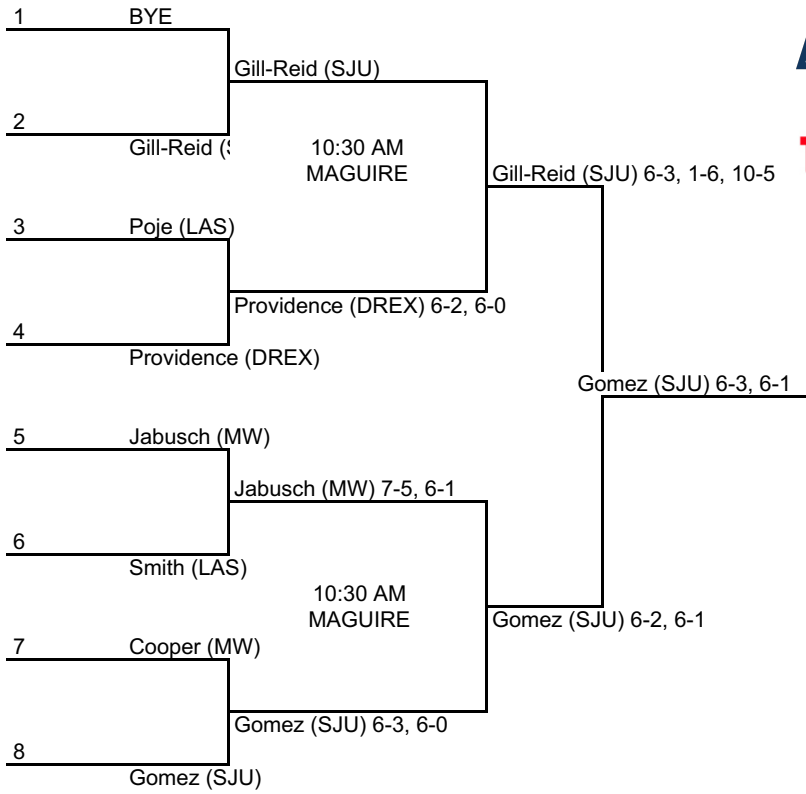 1 BYE
Gill-Reid (SJU)
2
Gill-Reid (
10:30 AM
MAGUIRE
Gill-Reid (SJU) 6-3, 1-6, 10-5
3 Poje (LAS)
Providence (DREX) 6-2, 6-0
4
Providence (DREX)
Gomez (SJU) 6-3, 6-1
5 Jabusch (MW)
Jabusch (MW) 7-5, 6-1
6
Smith (LAS)
10:30 AM
MAGUIRE
Gomez (SJU) 6-2, 6-1
7 Cooper (MW)
Gomez (SJU) 6-3, 6-0
8
Gomez (SJU)